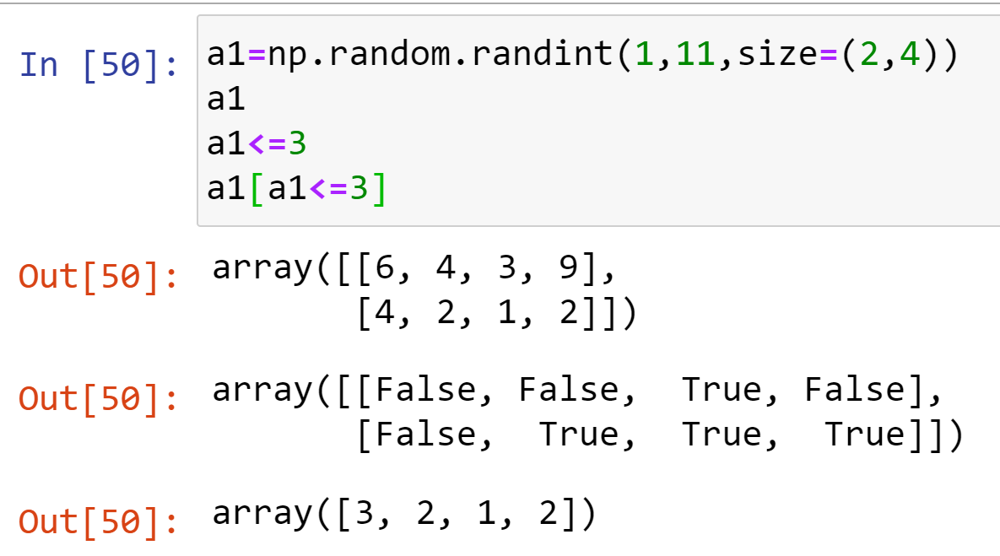 In [50]: a1=np.random.randint(1,11,size=(2,4))
a1
a1<=3
a1[a1<=3]
Out[50]: array([[6, 4, 3, 9],
[4, 2, 1, 2]])
Out[50]: array([[False, False,  True, False],
[False,  True,  True,  True]])
Out[50]: array([3, 2, 1, 2])